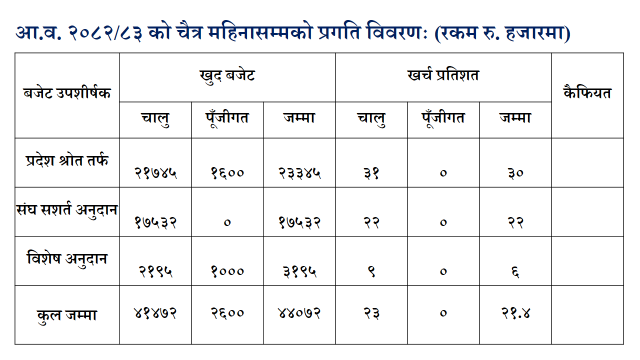 आ.व. २०८२/८३ को चैत्र महिनासम्मको प्रगति विवरणः (रकम रु. हजारमा)
बजेट उपशीर्षक खुद बजेट खर्च प्रतिशत कैफियत
चालु पूँजीगत जम्मा चालु पूँजीगत जम्मा
प्रदेश श्रोत तर्फ २१७४५ १६०० २३३४५ ३१ ० ३०
संघ सशर्त अनुदान १७५३२ ० १७५३२ २२ ० २२
विशेष अनुदान २१९५ १००० ३१९५ ९ ० ६
कुल जम्मा ४१४७२ २६०० ४४०७२ २३ ० २१.४